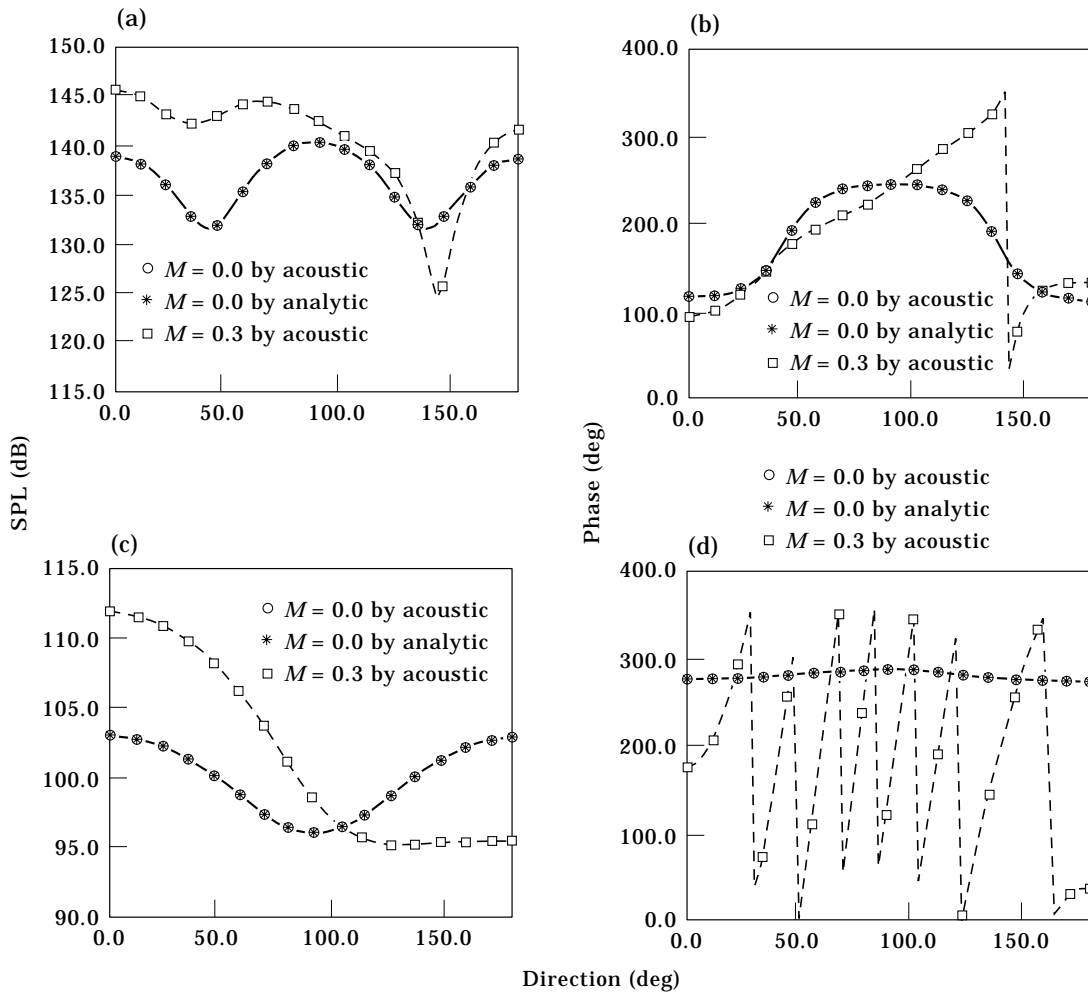 (a)
150.0
145.0
140.0
135.0
130.0
125.0
120.0
115.0
0.0
50.0
100.0
150.0
M = 0.0 by acoustic
M = 0.0 by analytic
M = 0.3 by acoustic
(b)
400.0
300.0
200.0
100.0
0.0
0.0
50.0
100.0
150.0
M = 0.0 by acoustic
M = 0.0 by analytic
M = 0.3 by acoustic
SPL (dB)
Phase (deg)
M = 0.0 by acoustic
M = 0.0 by analytic
M = 0.3 by acoustic
(c)
115.0
110.0
105.0
100.0
95.0
90.0
0.0
50.0
100.0
150.0
M = 0.0 by acoustic
M = 0.0 by analytic
M = 0.3 by acoustic
(d)
400.0
300.0
200.0
100.0
0.0
0.0
50.0
100.0
150.0
Direction (deg)